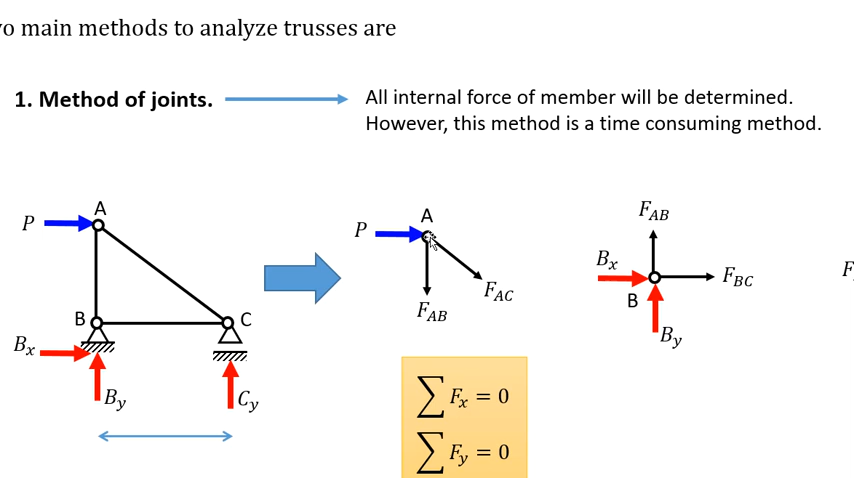 o main methods to analyze trusses are
1. Method of joints.
All internal force of member will be determined.
However, this method is a time consuming method.
A
P
B
C
Bx
By
Cy
P
A
FAB
FAC
∑ Fx = 0
∑ Fy = 0
FAB
Bx
B
FBC
By
F